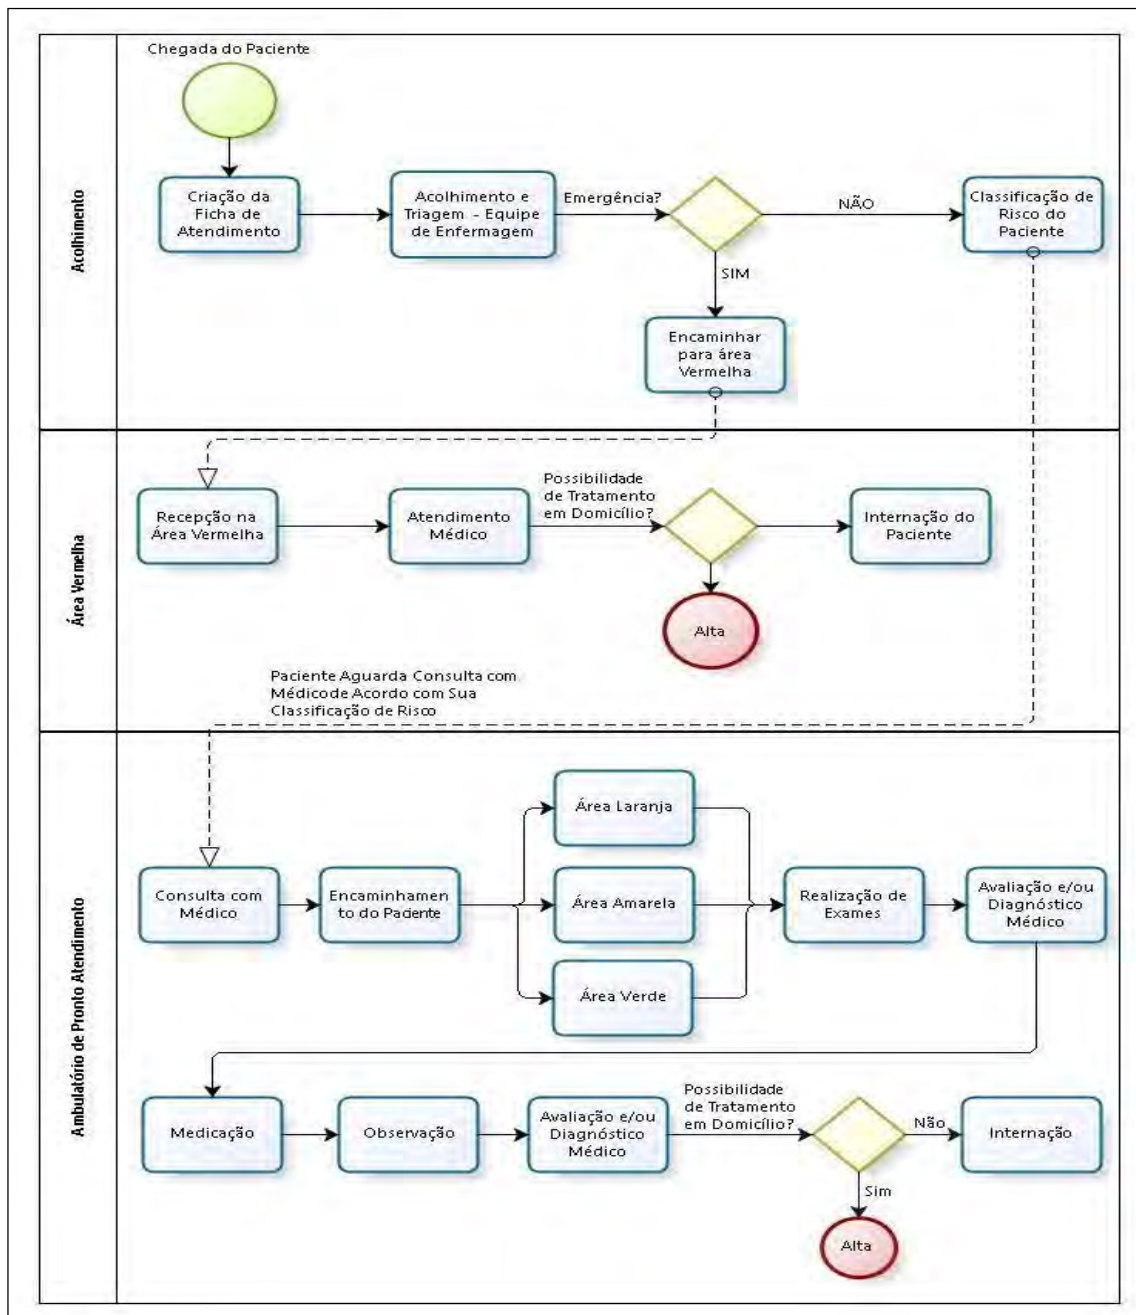 Acolhimento
Chegada do Paciente
Criação da
Ficha de
Atendimento
Acolhimento e
Triagem - Equipe
de Enfermagem
Emergência?
NÃO
Classificação de
Risco do
Paciente
SIM
Encaminhar
para área
Vermelha
Área Vermelha
Recepção na
Área Vermelha
Atendimento
Médico
Possibilidade
de Tratamento
em Domicílio?
Internação do
Paciente
Alta
Paciente Aguarda Consulta com
Médicode Acordo com Sua
Classificação de Risco
Ambulatório de Pronto Atendimento
Consulta com
Médico
Encaminhame
nto do Paciente
Área Laranja
Área Amarela
Área Verde
Realização de
Exames
Avaliação e/ou
Diagnóstico
Médico
Medicação
Observação
Avaliação e/ou
Diagnóstico
Médico
Possibilidade
de Tratamento
em Domicílio?
Não
Internação
Sim
Alta